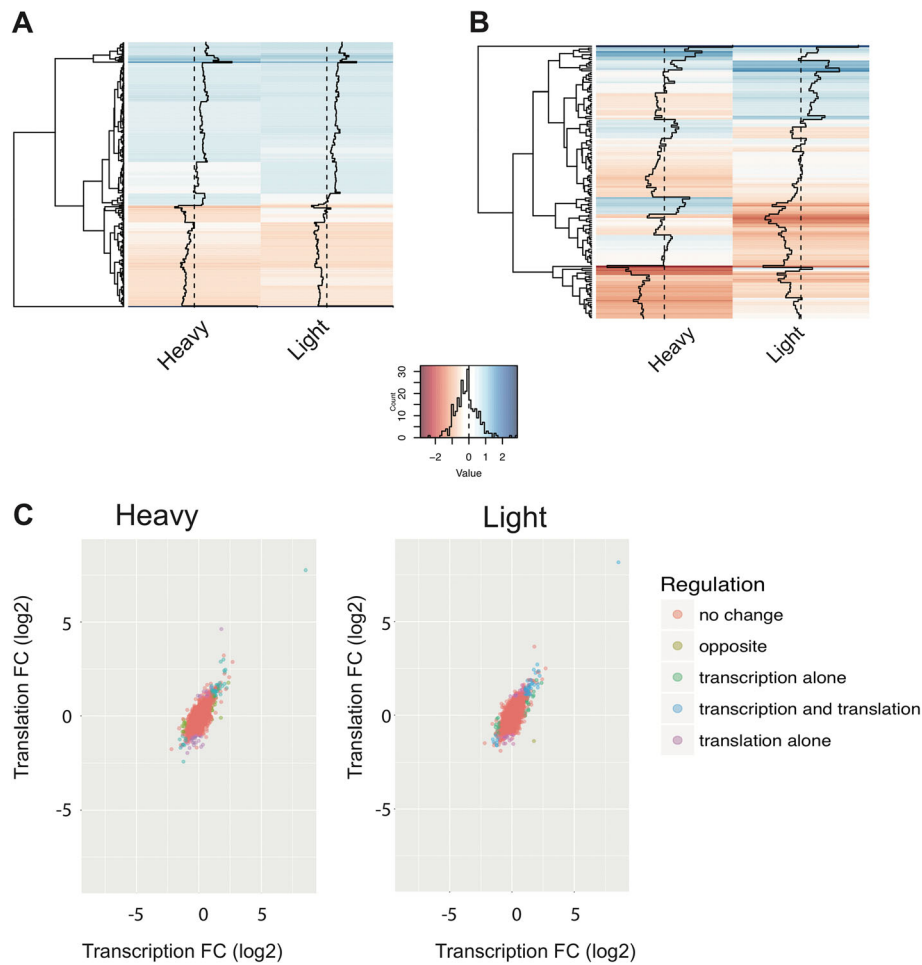 A
B
Heavy
Light
Heavy
Light
Count
0 10 20 30
-2 -1 0 1 2
Value
C
Heavy
Light
Translation FC (log2)
5
0
-5
-5 0 5
Transcription FC (log2)
Translation FC (log2)
5
0
-5
-5 0 5
Transcription FC (log2)
Regulation
no change
opposite
transcription alone
transcription and translation
translation alone